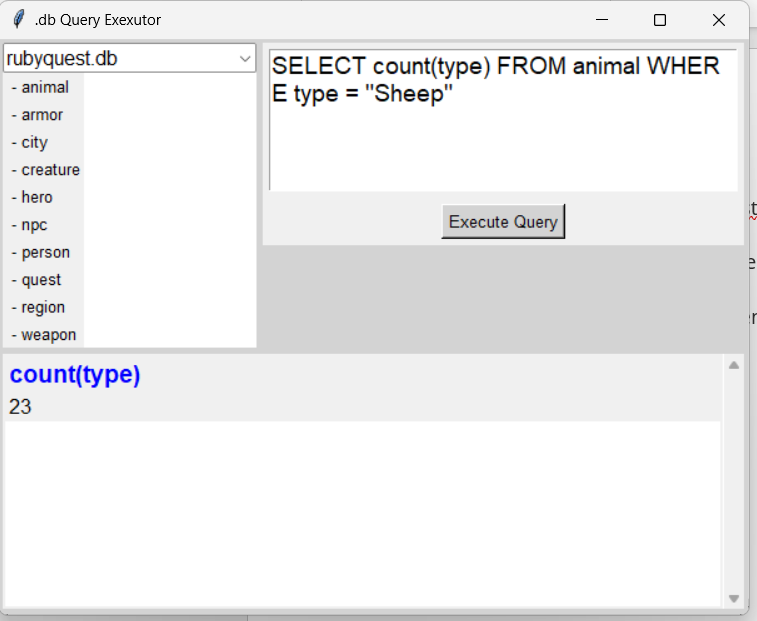 .db Query Exexutor
rubyquest.db
- animal
- armor
- city
- creature
- hero
- npc
- person
- quest
- region
- weapon
SELECT count(type) FROM animal WHER
E type = "Sheep"
Execute Query
count(type)
23